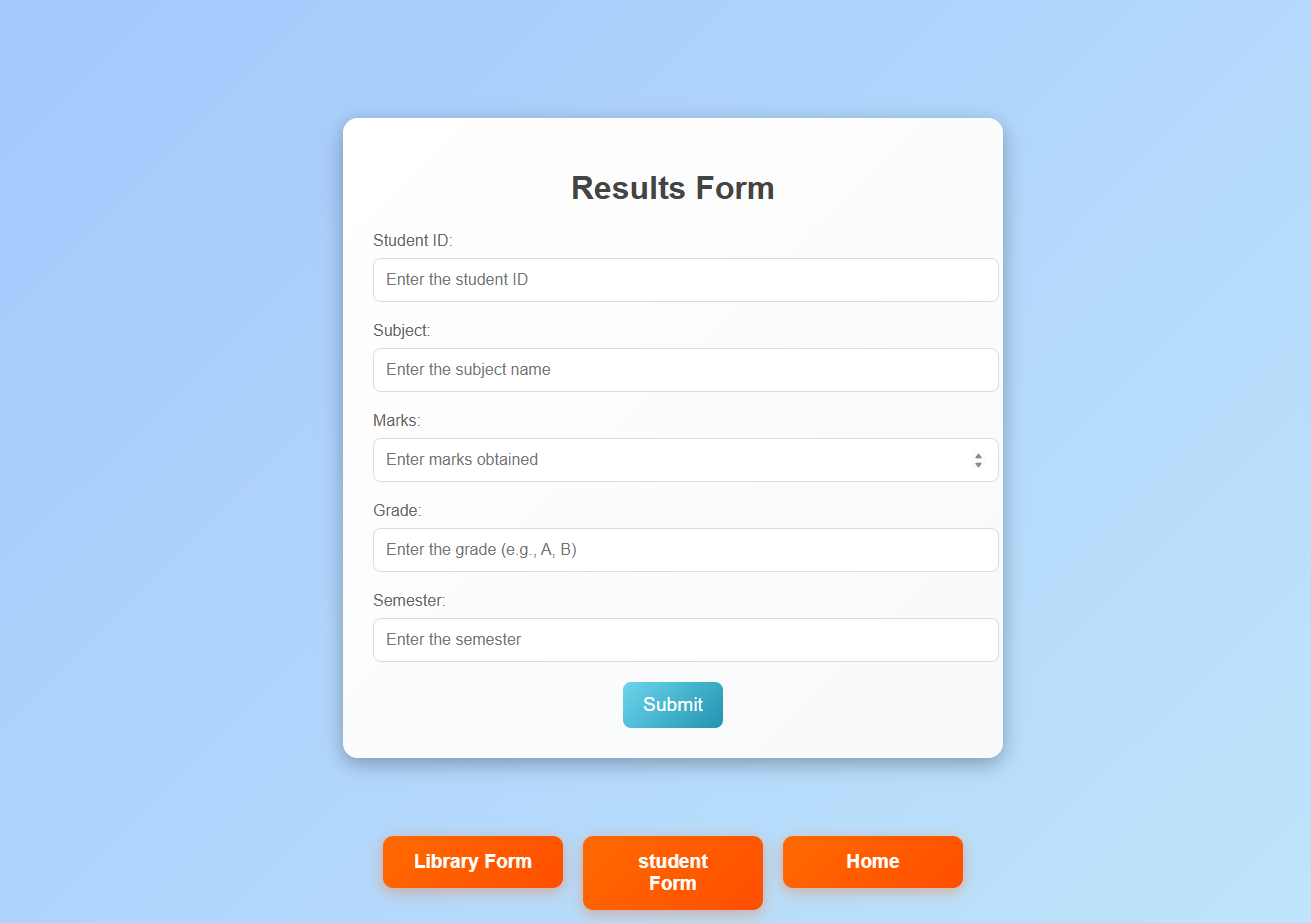 Results Form
Student ID:
Enter the student ID
Subject:
Enter the subject name
Marks:
Enter marks obtained
Grade:
Enter the grade (e.g., A, B)
Semester:
Enter the semester
Submit
Library Form
student
Form
Home